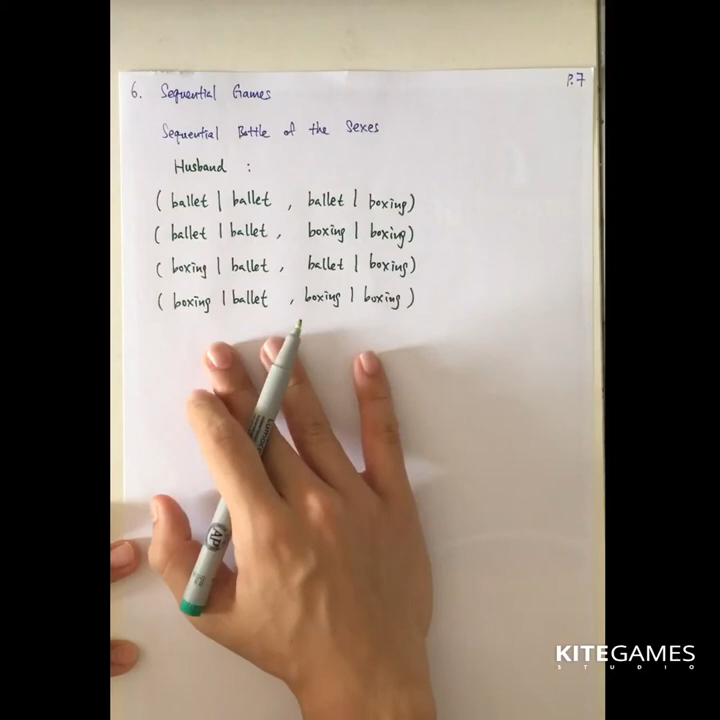 6. Sequential Games
P.7
Sequential Battle of the Sexes
Husband :
( ballet | ballet , ballet | boxing )
( ballet | ballet , boxing | boxing )
( boxing | ballet , ballet | boxing )
( boxing | ballet , boxing | boxing )
AP
KITEGAMES
STUDIO